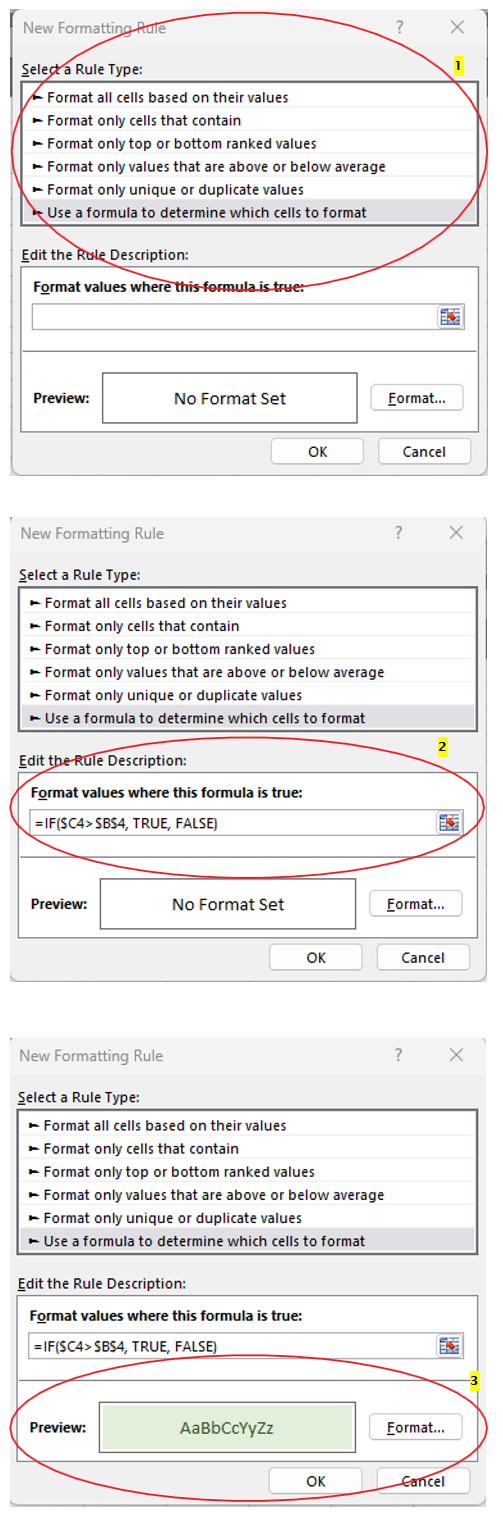 New Formatting Rule ? ×
1
Select a Rule Type:
► Format all cells based on their values
► Format only cells that contain
► Format only top or bottom ranked values
► Format only values that are above or below average
► Format only unique or duplicate values
► Use a formula to determine which cells to format
Edit the Rule Description:
Format values where this formula is true:
Preview: No Format Set Format...
OK Cancel
New Formatting Rule ? ×
Select a Rule Type:
► Format all cells based on their values
► Format only cells that contain
► Format only top or bottom ranked values
► Format only values that are above or below average
► Format only unique or duplicate values
► Use a formula to determine which cells to format
2
Edit the Rule Description:
Format values where this formula is true:
=IF($C4>$B$4, TRUE, FALSE)
Preview: No Format Set Format...
OK Cancel
New Formatting Rule ? ×
Select a Rule Type:
► Format all cells based on their values
► Format only cells that contain
► Format only top or bottom ranked values
► Format only values that are above or below average
► Format only unique or duplicate values
► Use a formula to determine which cells to format
Edit the Rule Description:
Format values where this formula is true:
=IF($C4>$B$4, TRUE, FALSE)
3
Preview: AaBbCcYyZz Format...
OK Cancel